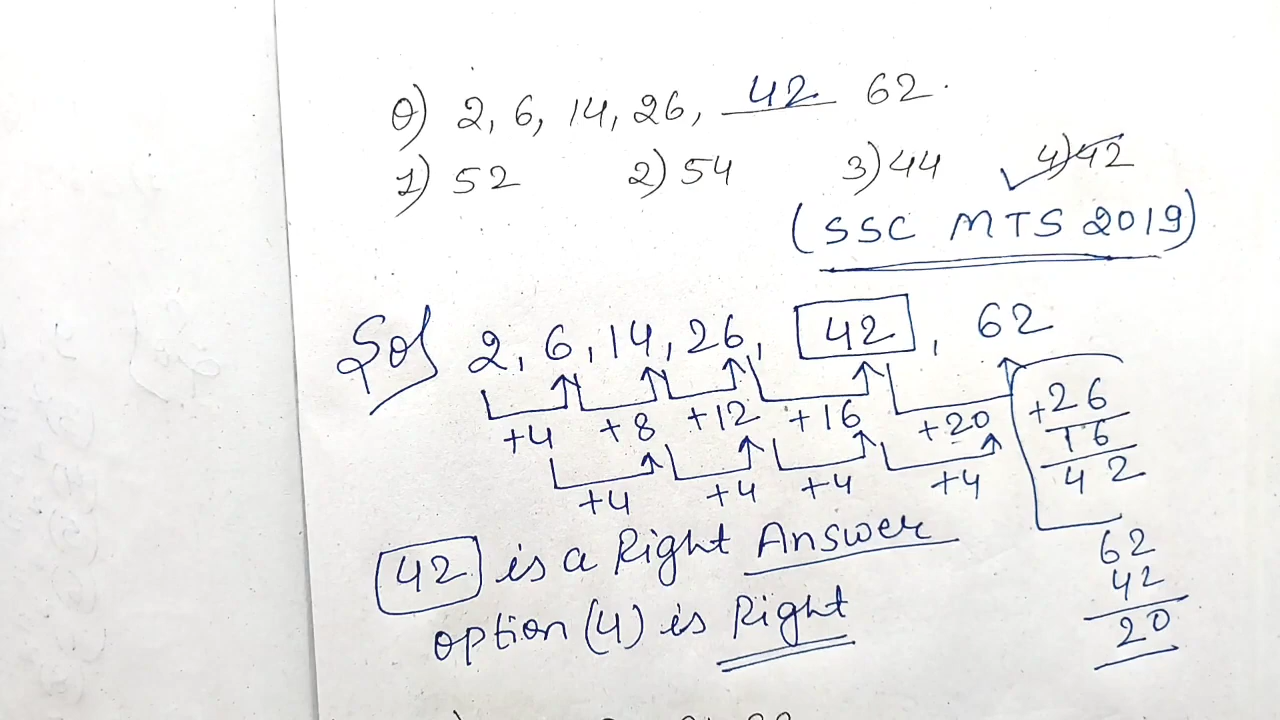 Q) 2, 6, 14, 26, 42 62.
1) 52 2) 54 3) 44 4) 42
(SSC MTS 2019)
Sol 2, 6, 14, 26, 42, 62
+4 +8 +12 +16 +20
+4 +4 +4 +4
+26
16
42
62
42
20
42 is a Right Answer
option (4) is Right